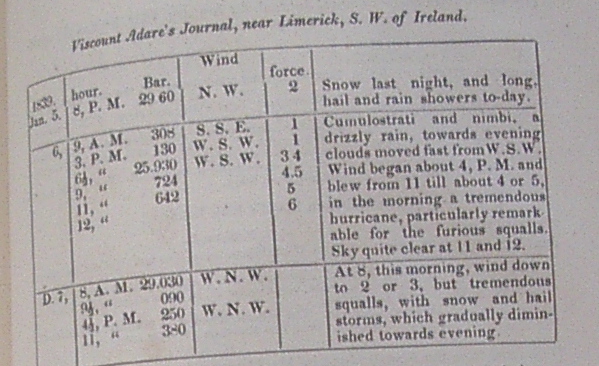 Viscount Adare's Journal, near Limerick, S. W. of Ireland.
1839. hour. Bar. Wind force.
Jan. 5. 8, P. M. 29 60 N. W. 2 Snow last night, and long, hail and rain showers to-day.
6, 9, A. M. 308 S. S. E. 1 Cumulostrati and nimbi, a
3, P. M. 130 W. S. W. 1 drizzly rain, towards evening
6½, “ 25.930 W. S. W. 3 4 clouds moved fast from W. S. W.
9, “ 724 4.5 Wind began about 4, P. M. and
11, “ 642 5 blew from 11 till about 4 or 5,
12, “ 6 in the morning a tremendous
hurricane, particularly remark-
able for the furious squalls.
Sky quite clear at 11 and 12.
D. 7, 8, A. M. 29.030 W. N. W. At 8, this morning, wind down
9½, “ 090 to 2 or 3, but tremendous
4½, P. M. 250 W. N. W. squalls, with snow and hail
11, “ 380 storms, which gradually dimin-
ished towards evening.